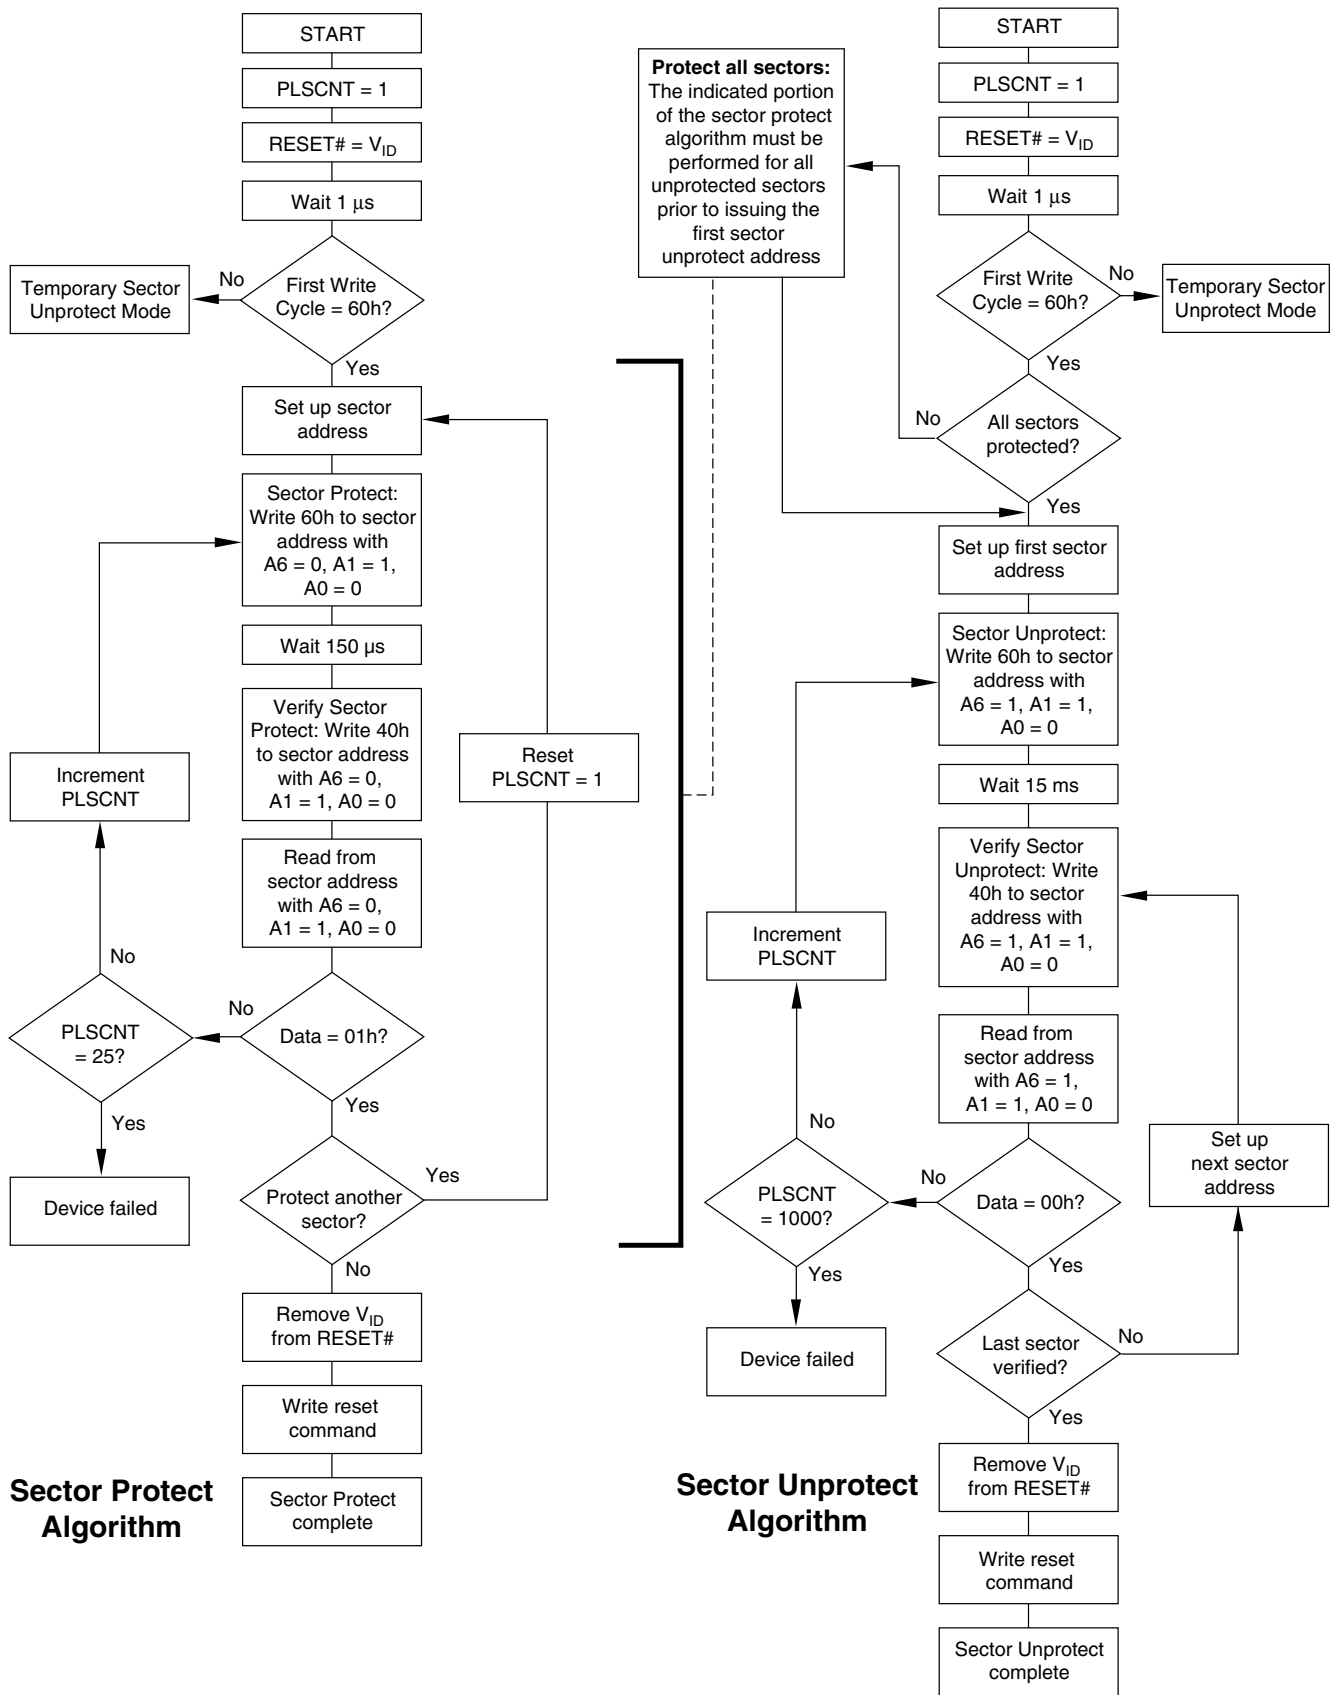 START
PLSCNT = 1
RESET# = VID
Wait 1 μs
First Write
Cycle = 60h?
No
Temporary Sector
Unprotect Mode
Yes
Set up sector
address
Sector Protect:
Write 60h to sector
address with
A6 = 0, A1 = 1,
A0 = 0
Wait 150 µs
Verify Sector
Protect: Write 40h
to sector address
with A6 = 0,
A1 = 1, A0 = 0
Read from
sector address
with A6 = 0,
A1 = 1, A0 = 0
Data = 01h?
No
PLSCNT
= 25?
No
Increment
PLSCNT
Yes
Device failed
Yes
Protect another
sector?
Yes
Reset
PLSCNT = 1
No
Remove VID
from RESET#
Write reset
command
Sector Protect
complete
Sector Protect
Algorithm
Protect all sectors:
The indicated portion
of the sector protect
algorithm must be
performed for all
unprotected sectors
prior to issuing the
first sector
unprotect address
START
PLSCNT = 1
RESET# = VID
Wait 1 μs
First Write
Cycle = 60h?
No
Temporary Sector
Unprotect Mode
Yes
All sectors
protected?
No
Yes
Set up first sector
address
Sector Unprotect:
Write 60h to sector
address with
A6 = 1, A1 = 1,
A0 = 0
Wait 15 ms
Verify Sector
Unprotect: Write
40h to sector
address with
A6 = 1, A1 = 1,
A0 = 0
Read from
sector address
with A6 = 1,
A1 = 1, A0 = 0
Data = 00h?
No
PLSCNT
= 1000?
No
Increment
PLSCNT
Yes
Device failed
Yes
Last sector
verified?
No
Set up
next sector
address
Yes
Remove VID
from RESET#
Write reset
command
Sector Unprotect
complete
Sector Unprotect
Algorithm